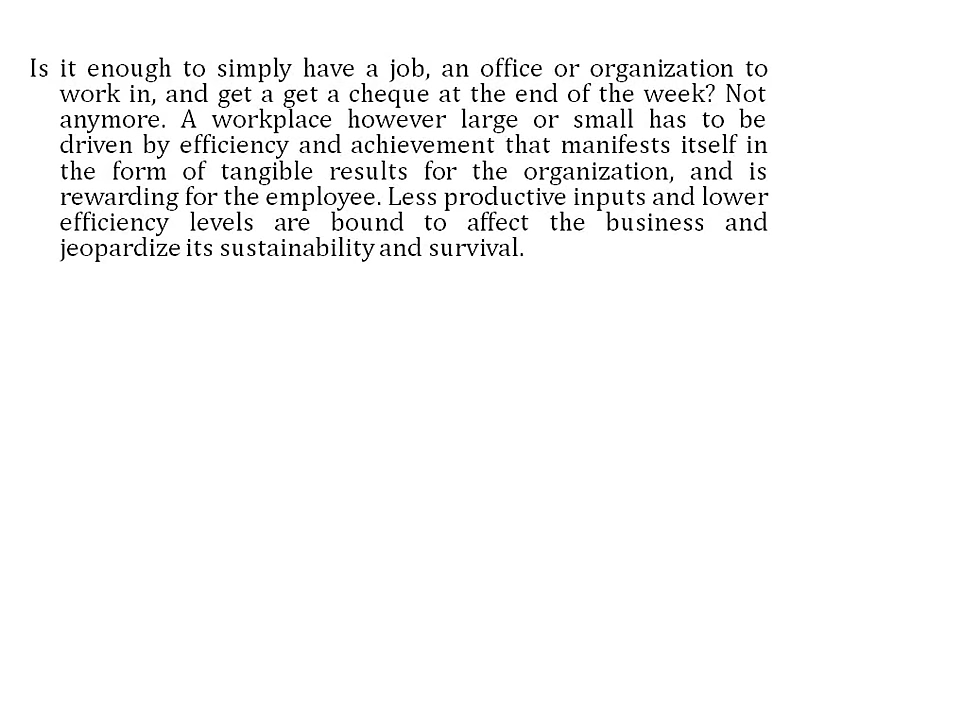 Is it enough to simply have a job, an office or organization to
work in, and get a get a cheque at the end of the week? Not
anymore. A workplace however large or small has to be
driven by efficiency and achievement that manifests itself in
the form of tangible results for the organization, and is
rewarding for the employee. Less productive inputs and lower
efficiency levels are bound to affect the business and
jeopardize its sustainability and survival.